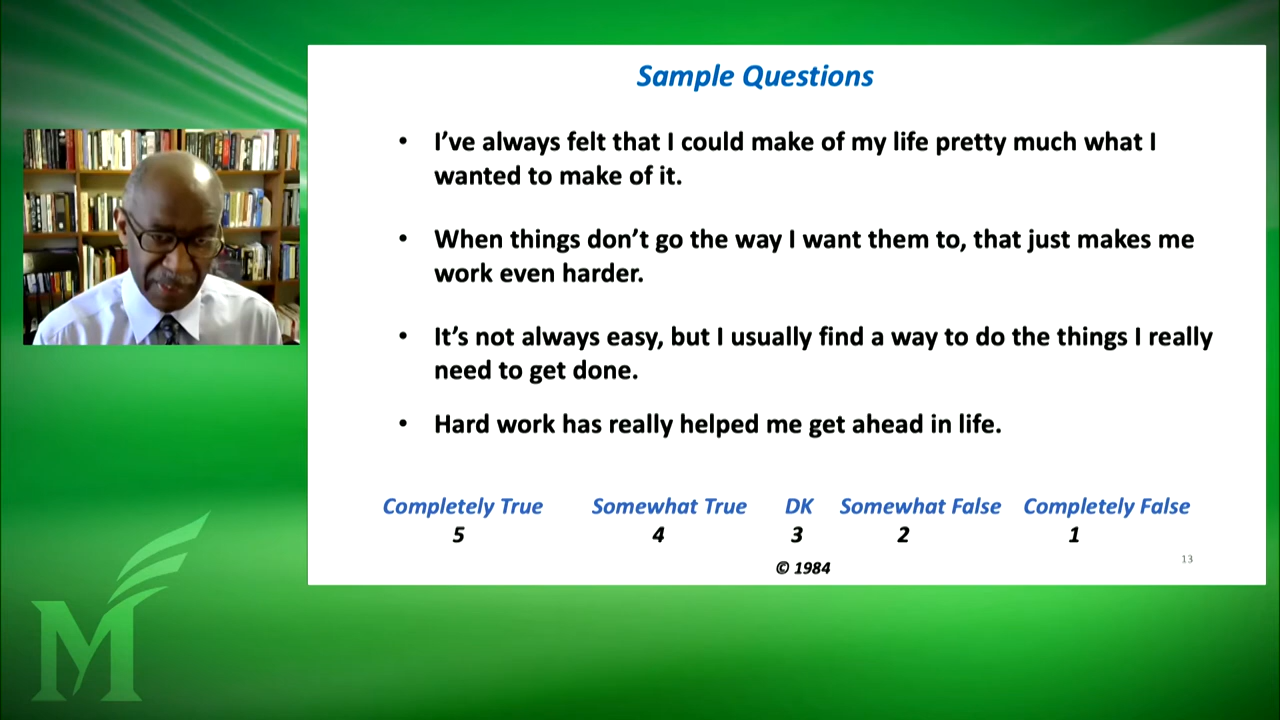 Sample Questions
• I've always felt that I could make of my life pretty much what I
wanted to make of it.
• When things don't go the way I want them to, that just makes me
work even harder.
• It's not always easy, but I usually find a way to do the things I really
need to get done.
• Hard work has really helped me get ahead in life.
Completely True Somewhat True DK Somewhat False Completely False
5 4 3 2 1
© 1984
13
M